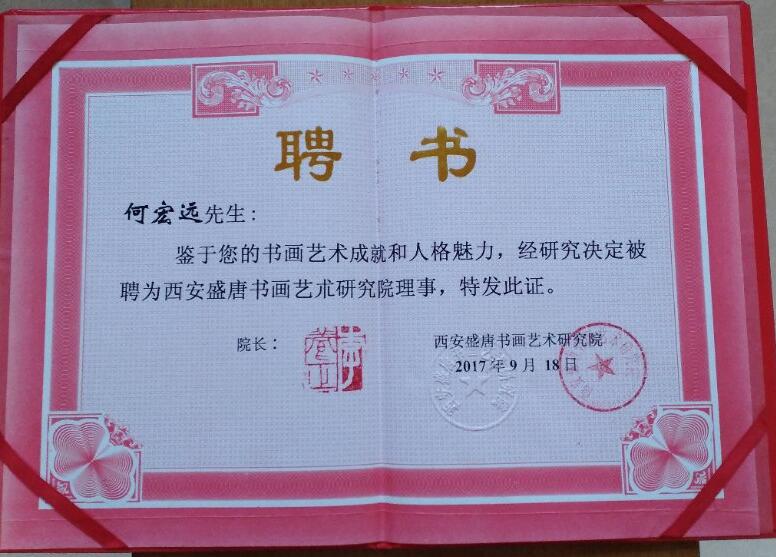 聘书
何宏远先生：
鉴于您的书画艺术成就和人格魅力，经研究决定被
聘为西安盛唐书画艺术研究院理事，特发此证。
院长：
西安盛唐书画艺术研究院
2017年9月18日